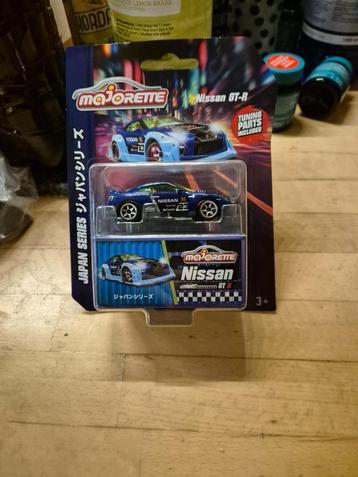 majORETTE
Nissan GT-R
TUNING
PARTS
INCLUDED
JAPAN SERIES ジャパンシリーズ
NISSAN
majORETTE
Nissan
GT R
ジャパンシリーズ
3+